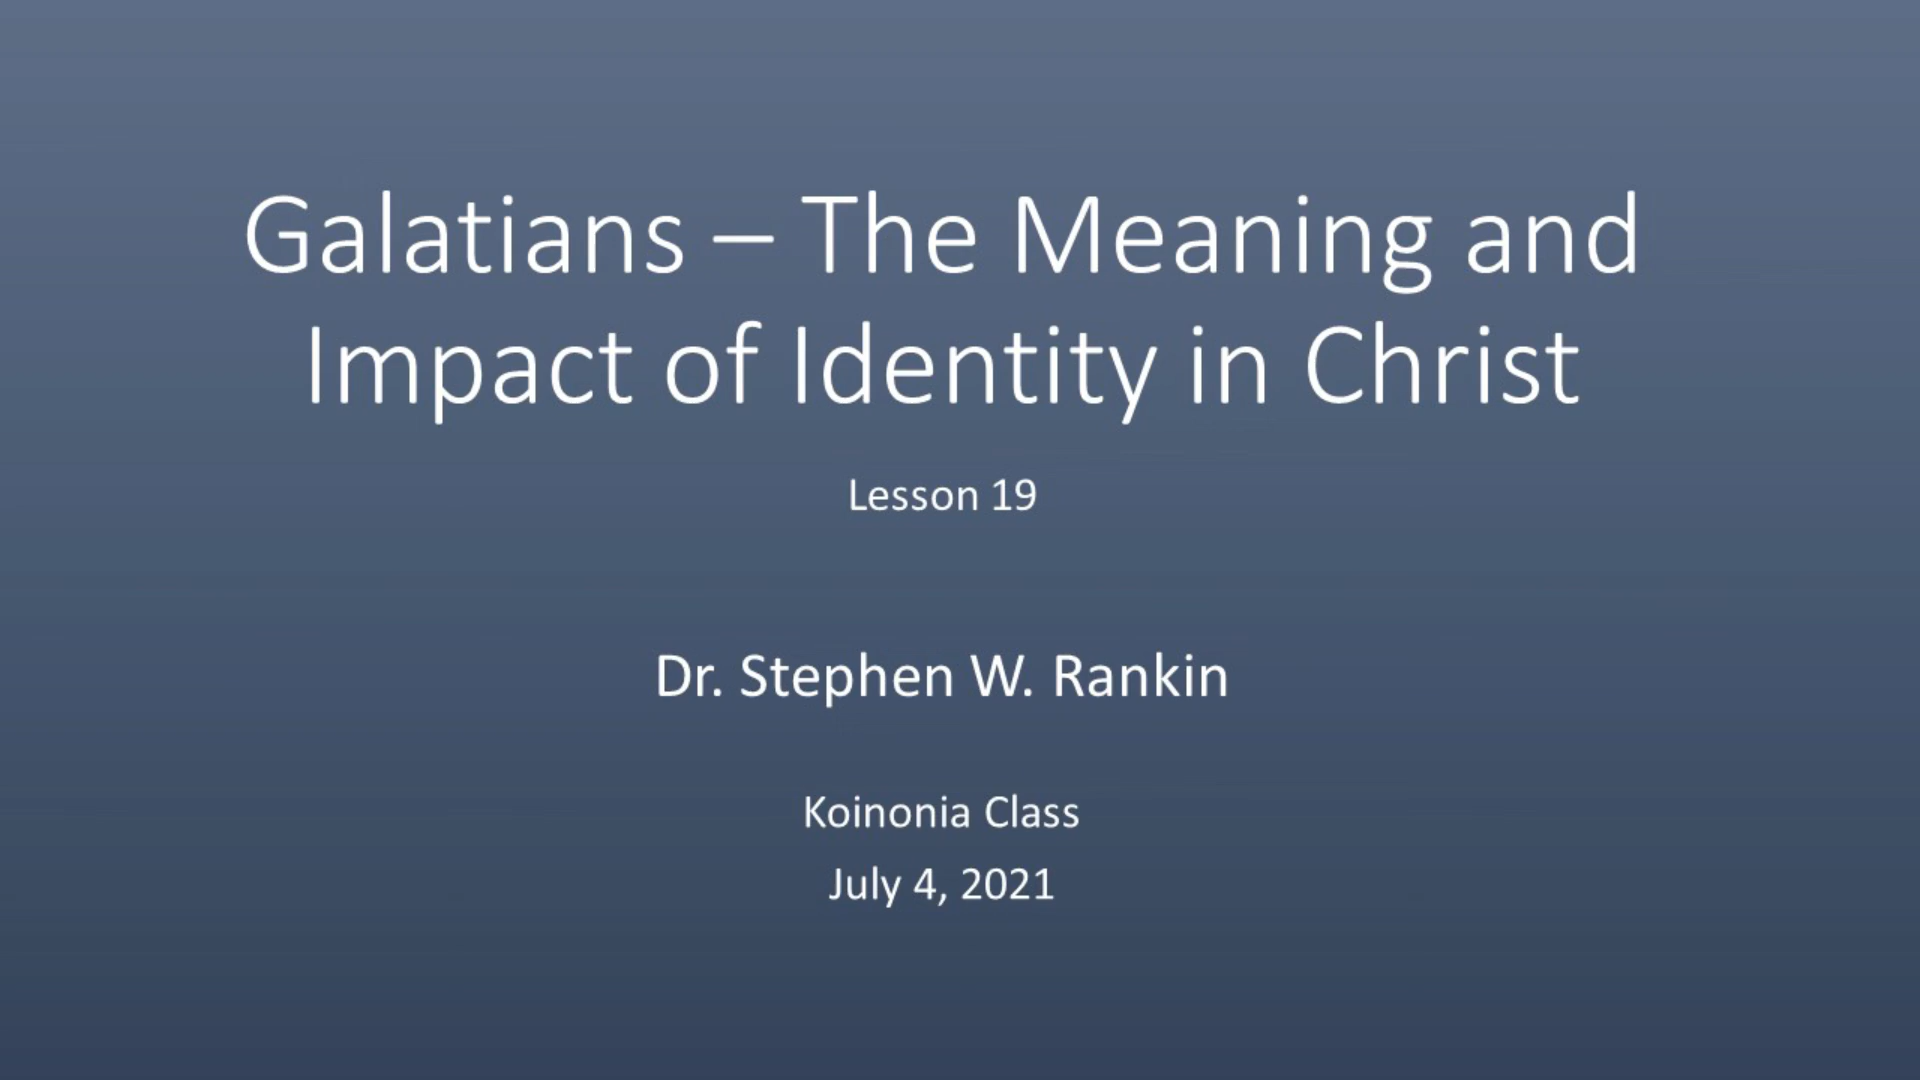 Galatians – The Meaning and
Impact of Identity in Christ
Lesson 19
Dr. Stephen W. Rankin
Koinonia Class
July 4, 2021